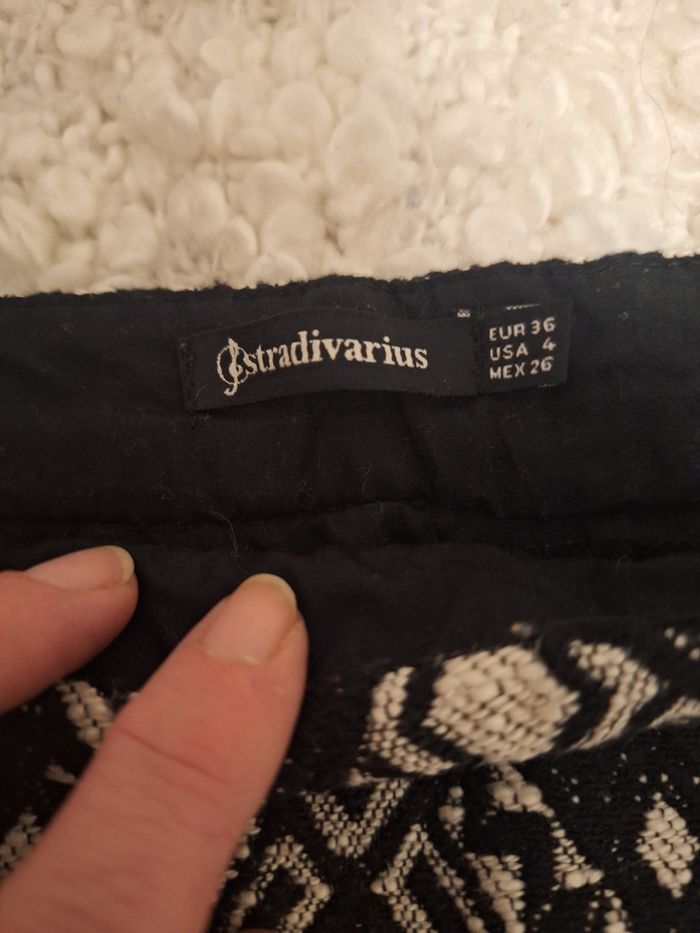 stradivarius
EUR 36
USA 4
MEX 26